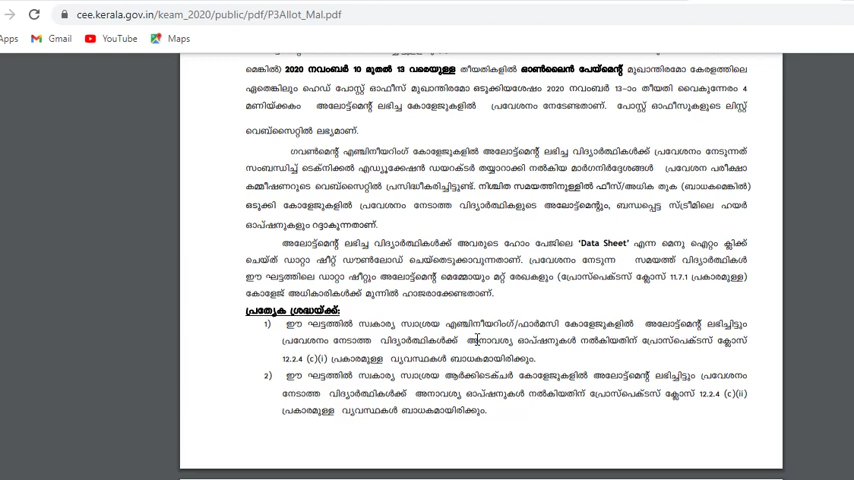 cee.kerala.gov.in/keam_2020/public/pdf/P3Allot_Mal.pdf
Apps Gmail YouTube Maps
മെങ്കിൽ) 2020 നവംബർ 10 മുതൽ 13 വരെയുള്ള തീയതികളിൽ ഓൺലൈൻ പേയ്മെന്റ് മുഖാന്തിരമോ കേരളത്തിലെ
ഏതെങ്കിലും ഹെഡ് പോസ്റ്റ് ഓഫീസ് മുഖാന്തിരമോ ഒടുക്കിയശേഷം 2020 നവംബർ 13-ാം തീയതി വൈകുന്നേരം 4
മണിയ്ക്കകം അലോട്ട്മെന്റ് ലഭിച്ച കോളേജുകളിൽ പ്രവേശനം നേടേണ്ടതാണ്. പോസ്റ്റ് ഓഫീസുകളുടെ ലിസ്റ്റ്
വെബ്സൈറ്റിൽ ലഭ്യമാണ്.
ഗവൺമെന്റ് എഞ്ചിനീയറിംഗ് കോളേജുകളിൽ അലോട്ട്മെന്റ് ലഭിച്ച വിദ്യാർത്ഥികൾക്ക് പ്രവേശനം നേടുന്നത്
സംബന്ധിച്ച് ടെക്നിക്കൽ എഡ്യൂക്കേഷൻ ഡയറക്ടർ തയ്യാറാക്കി നൽകിയ മാർഗനിർദ്ദേശങ്ങൾ പ്രവേശന പരീക്ഷാ
കമ്മീഷണറുടെ വെബ്സൈറ്റിൽ പ്രസിദ്ധീകരിച്ചിട്ടുണ്ട്. നിശ്ചിത സമയത്തിനുള്ളിൽ ഫീസ്/അധിക തുക (ബാധകമെങ്കിൽ)
ഒടുക്കി കോളേജുകളിൽ പ്രവേശനം നേടാത്ത വിദ്യാർത്ഥികളുടെ അലോട്ട്മെന്റും, ബന്ധപ്പെട്ട സ്ട്രീമിലെ ഹയർ
ഓപ്ഷനുകളും റദ്ദാകുന്നതാണ്.
അലോട്ട്മെന്റ് ലഭിച്ച വിദ്യാർത്ഥികൾക്ക് അവരുടെ ഹോം പേജിലെ 'Data Sheet' എന്ന മെനു ഐറ്റം ക്ലിക്ക്
ചെയ്ത് ഡാറ്റാ ഷീറ്റ് ഡൗൺലോഡ് ചെയ്തെടുക്കാവുന്നതാണ്. പ്രവേശനം നേടുന്ന സമയത്ത് വിദ്യാർത്ഥികൾ
ഈ ഘട്ടത്തിലെ ഡാറ്റാ ഷീറ്റും അലോട്ട്മെന്റ് മെമ്മോയും മറ്റ് രേഖകളും (പ്രോസ്പെക്ടസ് ക്ലോസ് 11.7.1 പ്രകാരമുള്ള)
കോളേജ് അധികാരികൾക്ക് മുന്നിൽ ഹാജരാക്കേണ്ടതാണ്.
പ്രത്യേക ശ്രദ്ധയ്ക്ക്:
1) ഈ ഘട്ടത്തിൽ സ്വകാര്യ സ്വാശ്രയ എഞ്ചിനീയറിംഗ്/ഫാർമസി കോളേജുകളിൽ അലോട്ട്മെന്റ് ലഭിച്ചിട്ടും
പ്രവേശനം നേടാത്ത വിദ്യാർത്ഥികൾക്ക് അനാവശ്യ ഓപ്ഷനുകൾ നൽകിയതിന് പ്രോസ്പെക്ടസ് ക്ലോസ്
12.2.4 (c)(i) പ്രകാരമുള്ള വ്യവസ്ഥകൾ ബാധകമായിരിക്കും.
2) ഈ ഘട്ടത്തിൽ സ്വകാര്യ സ്വാശ്രയ ആർക്കിടെക്ചർ കോളേജുകളിൽ അലോട്ട്മെന്റ് ലഭിച്ചിട്ടും പ്രവേശനം
നേടാത്ത വിദ്യാർത്ഥികൾക്ക് അനാവശ്യ ഓപ്ഷനുകൾ നൽകിയതിന് പ്രോസ്പെക്ടസ് ക്ലോസ് 12.2.4 (c)(ii)
പ്രകാരമുള്ള വ്യവസ്ഥകൾ ബാധകമായിരിക്കും.